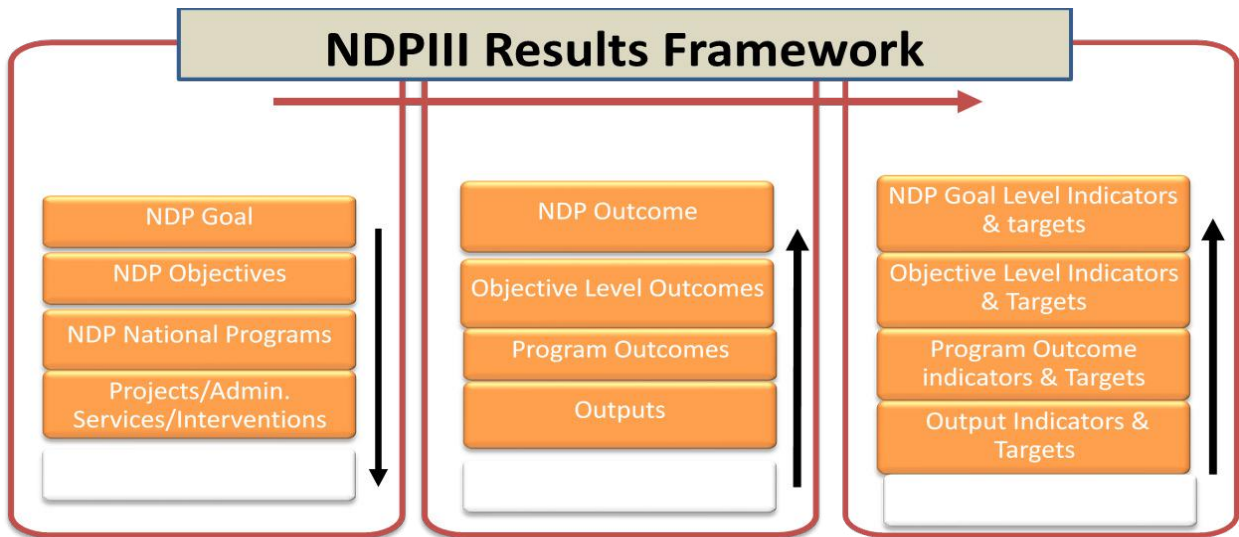 NDPIII Results Framework
NDP Goal
NDP Objectives
NDP National Programs
Projects/Admin.
Services/Interventions
NDP Outcome
Objective Level Outcomes
Program Outcomes
Outputs
NDP Goal Level Indicators
& targets
Objective Level Indicators
& Targets
Program Outcome
indicators & Targets
Output Indicators &
Targets